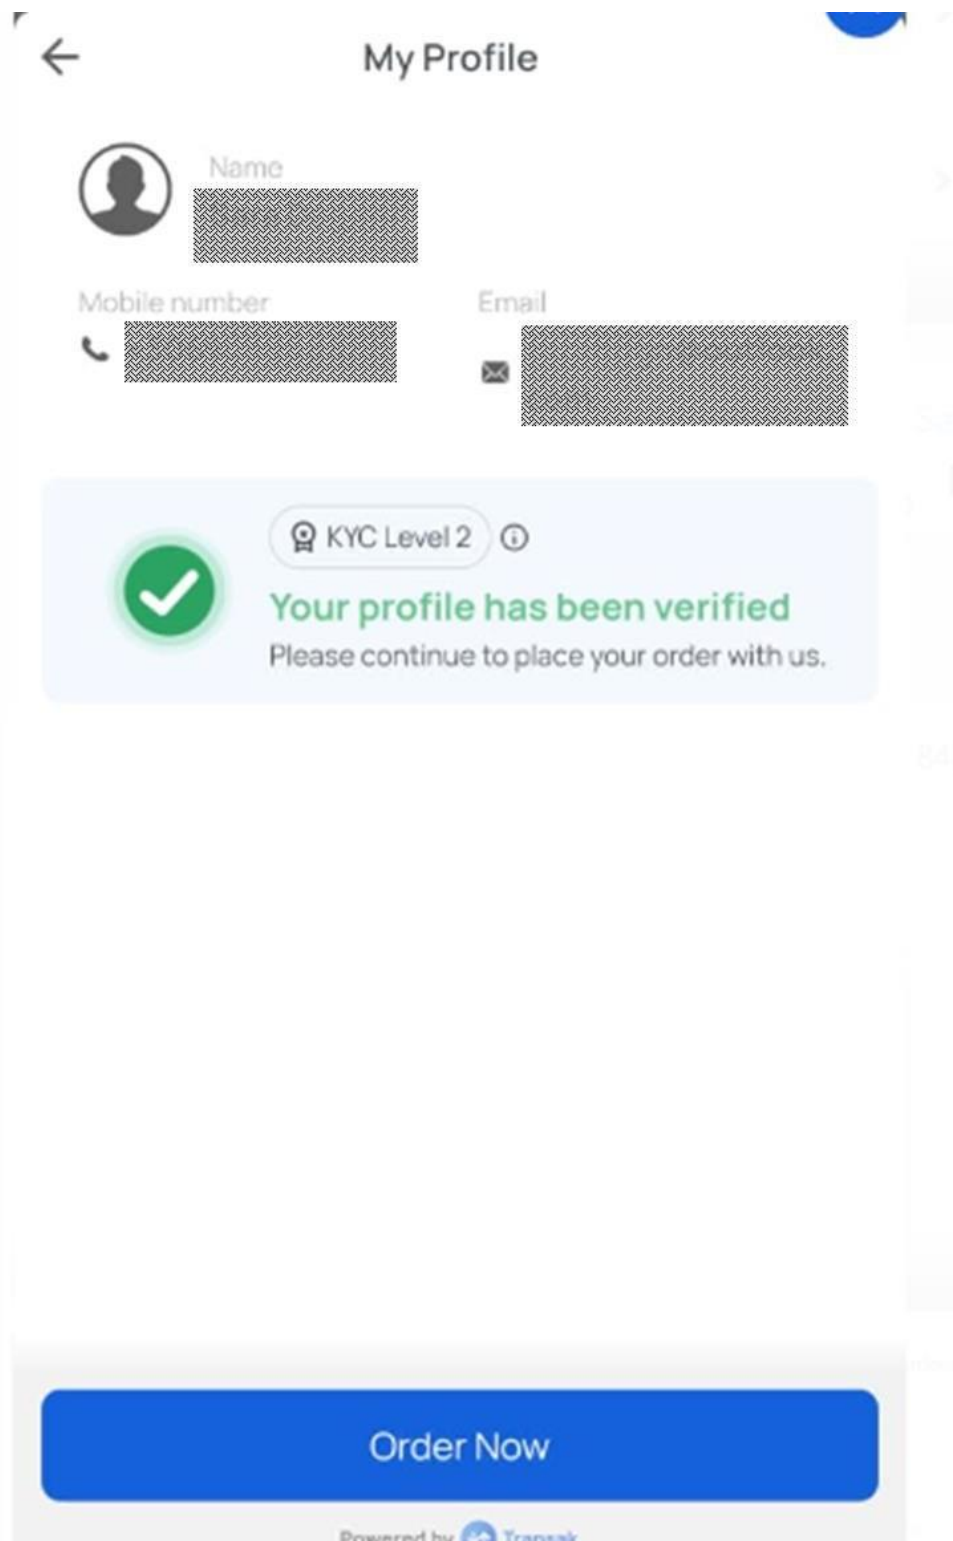 My Profile
Name
Mobile number
Email
KYC Level 2
Your profile has been verified
Please continue to place your order with us.
Order Now
Powered by Transak